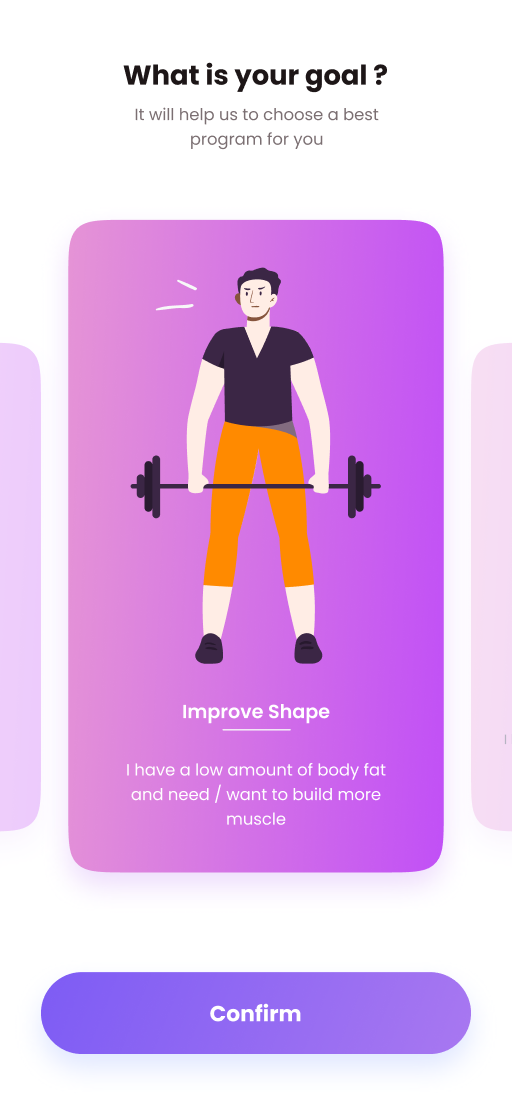 What is your goal ?
It will help us to choose a best
program for you
Improve Shape
I have a low amount of body fat
and need / want to build more
muscle
Confirm